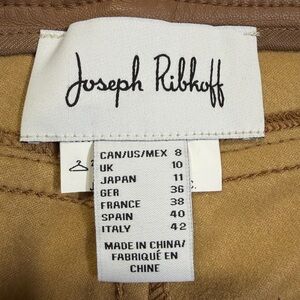 Joseph Ribkoff
CAN/US/MEX 8
UK 10
JAPAN 11
GER 36
FRANCE 38
SPAIN 40
ITALY 42
MADE IN CHINA/
FABRIQUÉ EN
CHINE